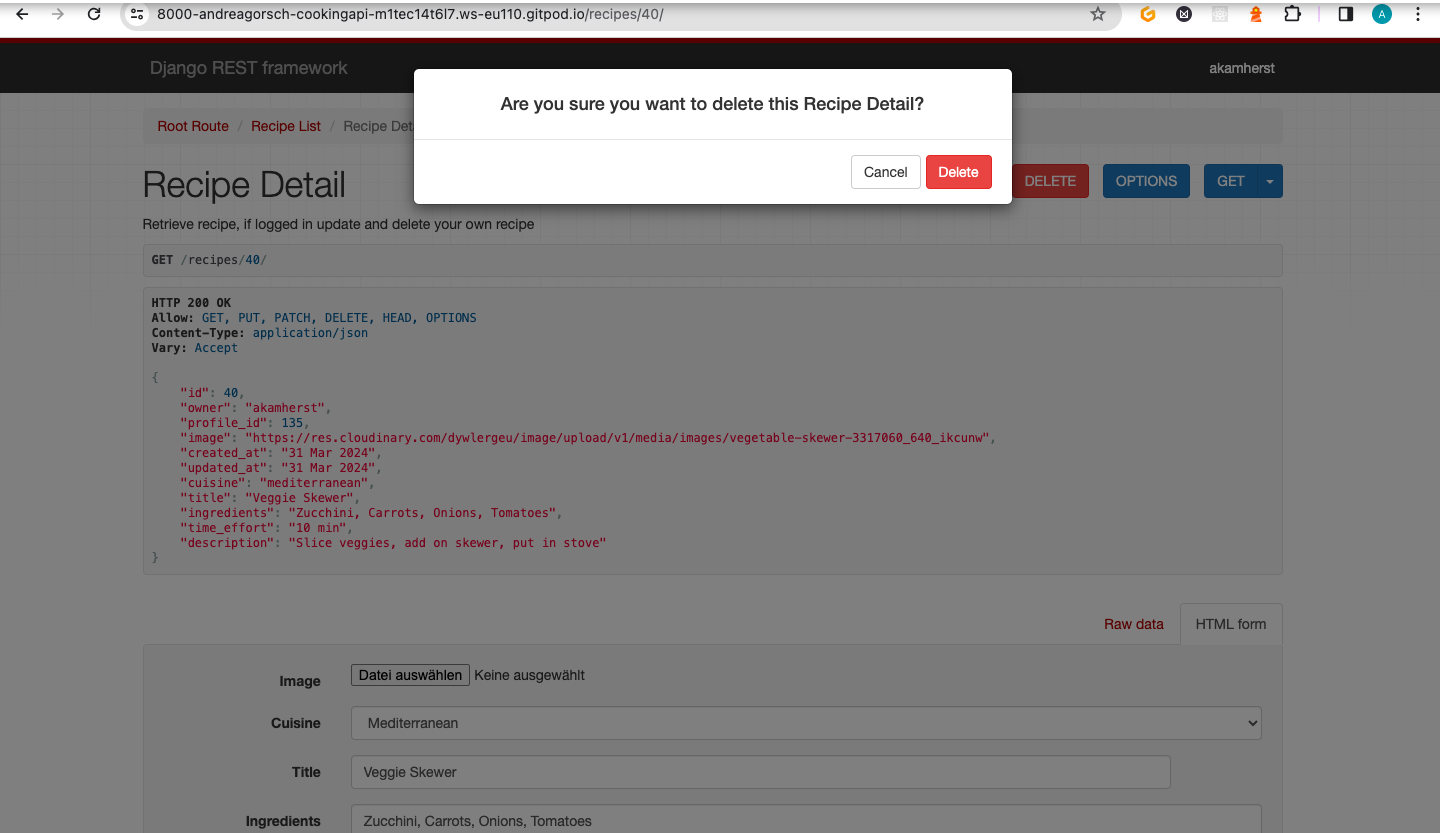 8000-andreagorsch-cookingapi-m1tec14t6l7.ws-eu110.gitpod.io/recipes/40/
A
Django REST framework
akamherst
Are you sure you want to delete this Recipe Detail?
Cancel
Delete
Root Route / Recipe List / Recipe Det
Recipe Detail
DELETE
OPTIONS
GET
Retrieve recipe, if logged in update and delete your own recipe
GET /recipes/40/
HTTP 200 OK
Allow: GET, PUT, PATCH, DELETE, HEAD, OPTIONS
Content-Type: application/json
Vary: Accept
{
"id": 40,
"owner": "akamherst",
"profile_id": 135,
"image": "https://res.cloudinary.com/dywlergeu/image/upload/v1/media/images/vegetable-skewer-3317060_640_ikcunw",
"created_at": "31 Mar 2024",
"updated_at": "31 Mar 2024",
"cuisine": "mediterranean",
"title": "Veggie Skewer",
"ingredients": "Zucchini, Carrots, Onions, Tomatoes",
"time_effort": "10 min",
"description": "Slice veggies, add on skewer, put in stove"
}
Raw data
HTML form
Image Datei auswählen Keine ausgewählt
Cuisine Mediterranean
Title Veggie Skewer
Ingredients Zucchini, Carrots, Onions, Tomatoes